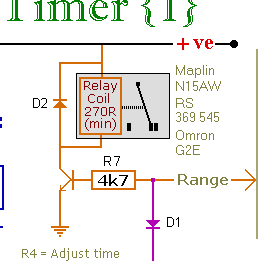 Timer {1}
+ ve
Relay
Coil
270R
(min)
Maplin
N15AW
RS
369 545
Omron
G2E
D2
R7
4k7
Range
D1
R4 = Adjust time